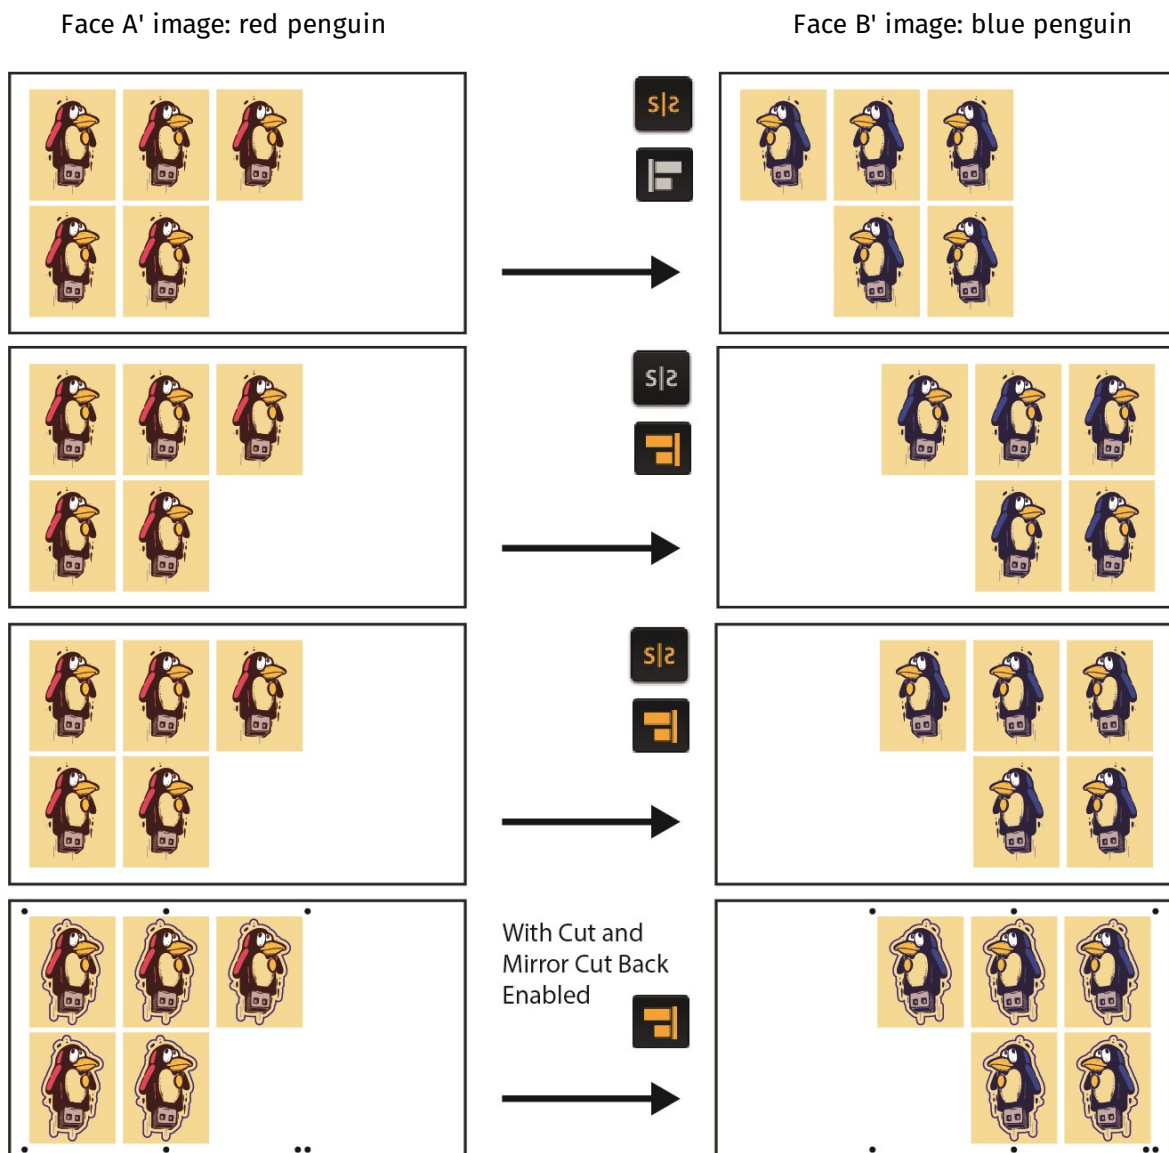 Face A' image: red penguin
Face B' image: blue penguin
With Cut and
Mirror Cut Back
Enabled